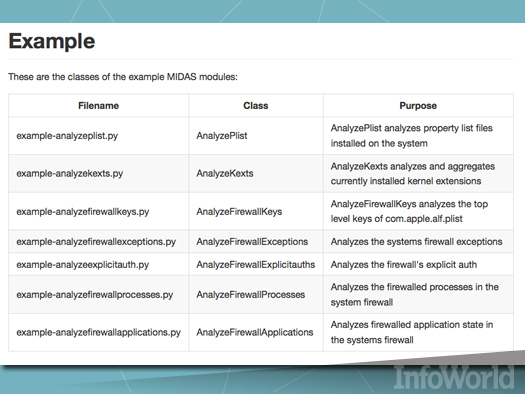 Example
These are the classes of the example MIDAS modules:
Filename Class Purpose
example-analyzeplist.py AnalyzePlist AnalyzePlist analyzes property list files
installed on the system
example-analyzekexts.py AnalyzeKexts AnalyzeKexts analyzes and aggregates
currently installed kernel extensions
example-analyzefirewallkeys.py AnalyzeFirewallKeys AnalyzeFirewallKeys analyzes the top
level keys of com.apple.alf.plist
example-analyzefirewallexceptions.py AnalyzeFirewallExceptions Analyzes the systems firewall exceptions
example-analyzeexplicitauth.py AnalyzeFirewallExplicitauths Analyzes the firewall's explicit auth
example-analyzefirewallprocesses.py AnalyzeFirewallProcesses Analyzes the firewalled processes in the
system firewall
example-analyzefirewallapplications.py AnalyzeFirewallApplications Analyzes firewalled application state in
the systems firewall
InfoWorld